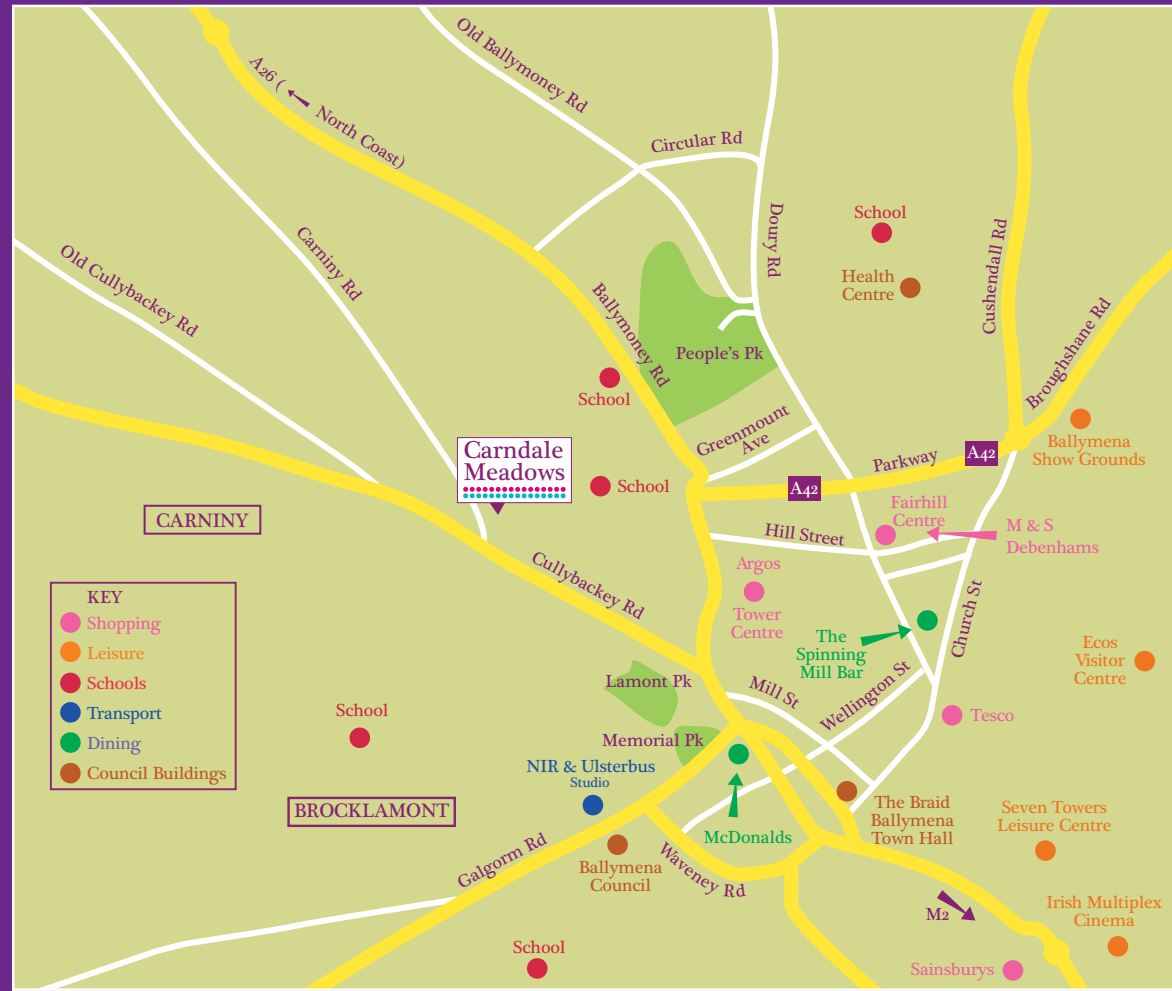 A26 (
North Coast)
Old Ballymoney Rd
Circular Rd
Doury Rd
School
Health
Centre
Cushendall Rd
Broughshane Rd
Old Cullybackey Rd
Carniny Rd
Ballymoney Rd
People's Pk
School
Greenmount
Ave
Ballymena
Show Grounds
Carndale
Meadows
School
A42
Parkway
A42
CARNINY
Fairhill
Centre
M & S
Debenhams
Hill Street
Cullybackey Rd
Argos
Tower
Centre
Church St
The
Spinning
Mill Bar
Ecos
Visitor
Centre
KEY
Shopping
Leisure
Schools
Transport
Dining
Council Buildings
Lamont Pk
Mill St
Wellington St
School
Tesco
Memorial Pk
NIR & Ulsterbus
Studio
BROCKLAMONT
McDonalds
The Braid
Ballymena
Town Hall
Seven Towers
Leisure Centre
Galgorm Rd
Ballymena
Council
Waveney Rd
M2
Irish Multiplex
Cinema
School
Sainsburys